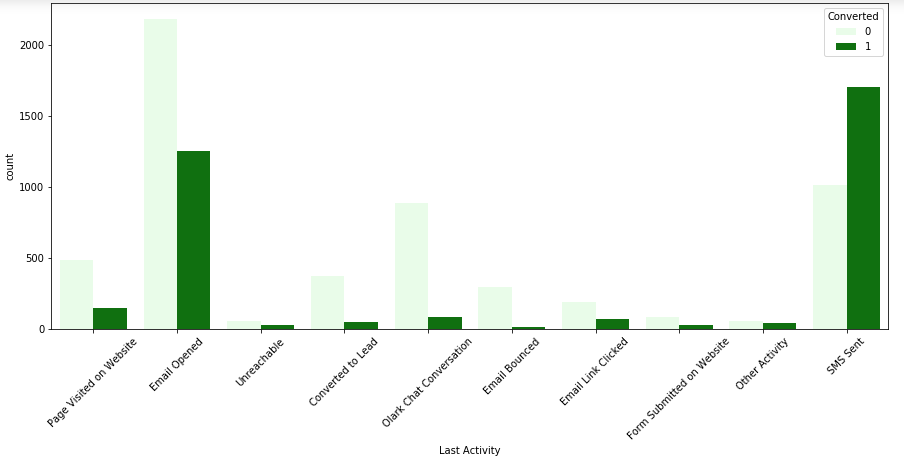 Converted
0
1
2000
1500
1000
500
0
count
Page Visited on Website
Email Opened
Unreachable
Converted to Lead
Olark Chat Conversation
Email Bounced
Email Link Clicked
Form Submitted on Website
Other Activity
SMS Sent
Last Activity